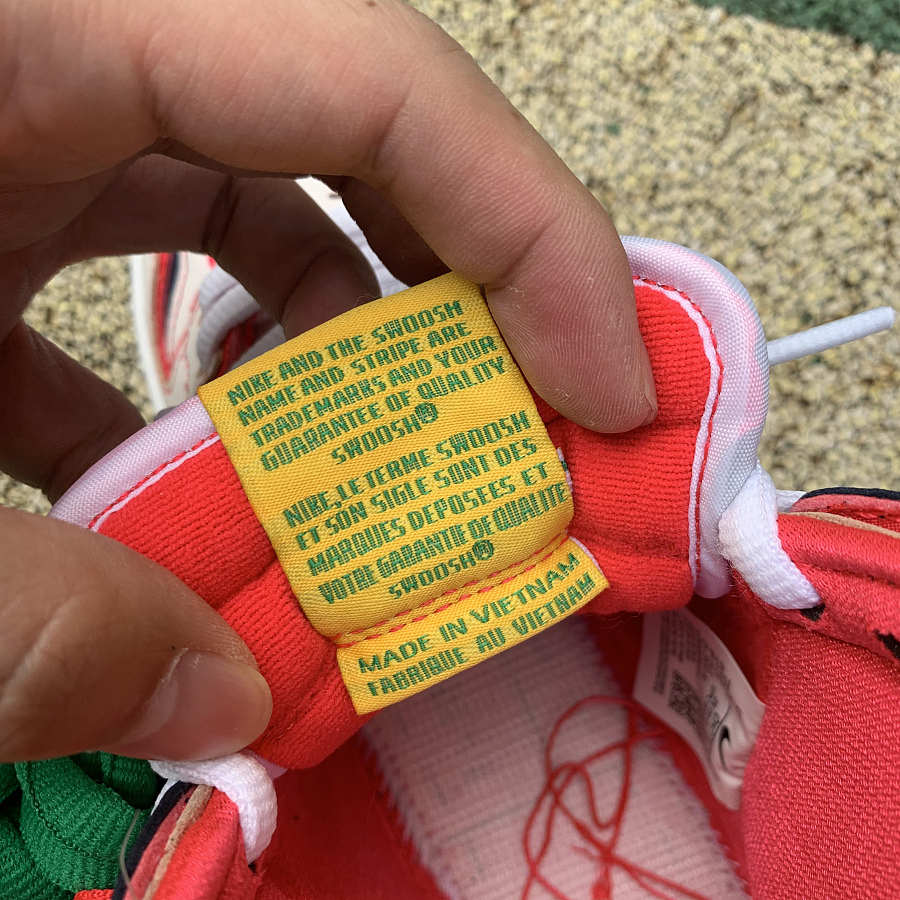 NIKE AND THE SWOOSH
NAME AND STRIPE ARE
TRADEMARKS AND YOUR
GUARANTEE OF QUALITY
SWOOSH®
NIKE, LE TERME SWOOSH
ET SON SIGLE SONT DES
MARQUES DEPOSEES ET
VOTRE GARANTIE DE QUALITE
SWOOSH®
MADE IN VIETNAM
FABRIQUE AU VIETNAM